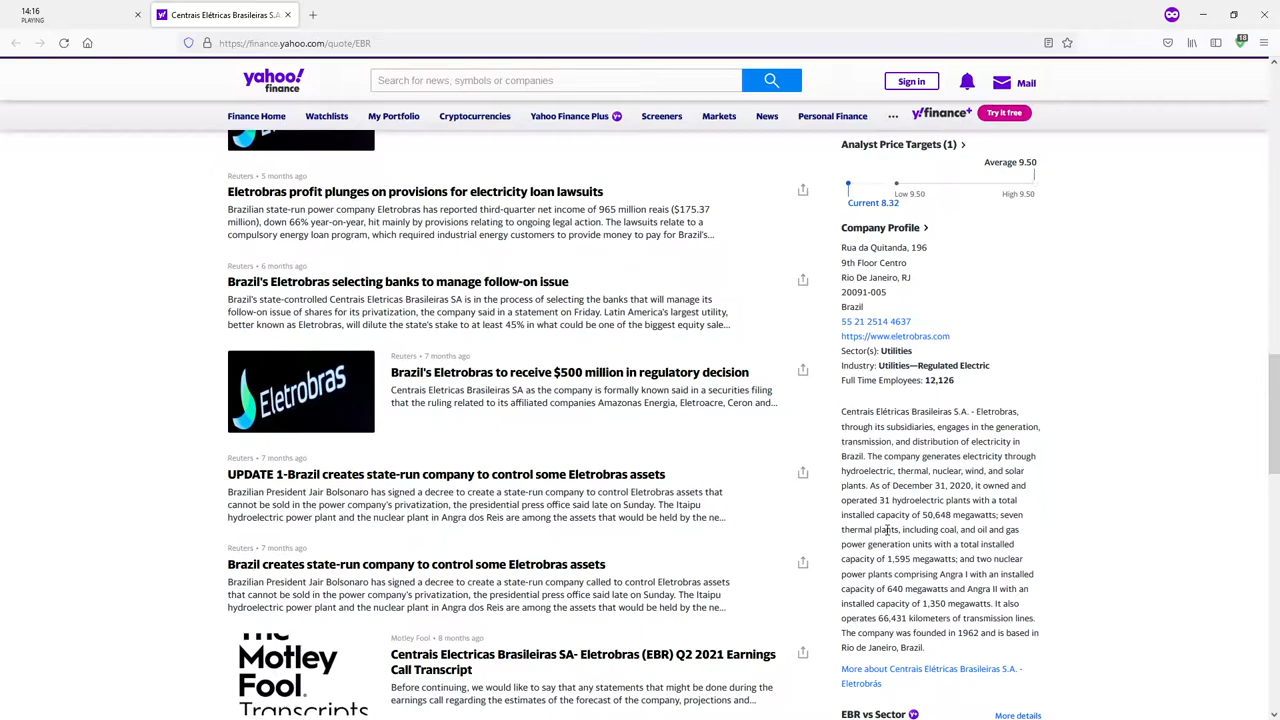 14:16
PLAYING
Centrais Elétricas Brasileiras S.A.
https://finance.yahoo.com/quote/EBR
18
yahoo!
finance
Search for news, symbols or companies
Sign in
Mail
Finance Home
Watchlists
My Portfolio
Cryptocurrencies
Yahoo Finance Plus
Screeners
Markets
News
Personal Finance
...
y!finance+
Try it free
Reuters • 5 months ago
Eletrobras profit plunges on provisions for electricity loan lawsuits
Brazilian state-run power company Eletrobras has reported third-quarter net income of 965 million reais ($175.37
million), down 66% year-on-year, hit mainly by provisions relating to ongoing legal action. The lawsuits relate to a
compulsory energy loan program, which required industrial energy customers to provide money to pay for Brazil's...
Reuters • 6 months ago
Brazil's Eletrobras selecting banks to manage follow-on issue
Brazil's state-controlled Centrais Eletricas Brasileiras SA is in the process of selecting the banks that will manage its
follow-on issue of shares for its privatization, the company said in a statement on Friday. Latin America's largest utility,
better known as Eletrobras, will dilute the state's stake to at least 45% in what could be one of the biggest equity sale...
Eletrobras
Reuters • 7 months ago
Brazil's Eletrobras to receive $500 million in regulatory decision
Centrais Eletricas Brasileiras SA as the company is formally known said in a securities filing
that the ruling related to its affiliated companies Amazonas Energia, Eletroacre, Ceron and...
Reuters • 7 months ago
UPDATE 1-Brazil creates state-run company to control some Eletrobras assets
Brazilian President Jair Bolsonaro has signed a decree to create a state-run company to control Eletrobras assets that
cannot be sold in the power company's privatization, the presidential press office said late on Sunday. The Itaipu
hydroelectric power plant and the nuclear plant in Angra dos Reis are among the assets that would be held by the ne...
Reuters • 7 months ago
Brazil creates state-run company to control some Eletrobras assets
Brazilian President Jair Bolsonaro has signed a decree to create a state-run company called to control Eletrobras assets
that cannot be sold in the power company's privatization, the presidential press office said late on Sunday. The Itaipu
hydroelectric power plant and the nuclear plant in Angra dos Reis are among the assets that would be held by the ne...
The
Motley
Fool.
Transcripts
Motley Fool • 8 months ago
Centrais Electricas Brasileiras SA- Eletrobras (EBR) Q2 2021 Earnings
Call Transcript
Before continuing, we would like to say that any statements that might be done during the
earnings call regarding the estimates of the forecast of the company, projections and...
Analyst Price Targets (1)
Average 9.50
Low 9.50
High 9.50
Current 8.32
Company Profile
Rua da Quitanda, 196
9th Floor Centro
Rio De Janeiro, RJ
20091-005
Brazil
55 21 2514 4637
https://www.eletrobras.com
Sector(s): Utilities
Industry: Utilities—Regulated Electric
Full Time Employees: 12,126
Centrais Elétricas Brasileiras S.A. - Eletrobras,
through its subsidiaries, engages in the generation,
transmission, and distribution of electricity in
Brazil. The company generates electricity through
hydroelectric, thermal, nuclear, wind, and solar
plants. As of December 31, 2020, it owned and
operated 31 hydroelectric plants with a total
installed capacity of 50,648 megawatts; seven
thermal plants, including coal, and oil and gas
power generation units with a total installed
capacity of 1,595 megawatts; and two nuclear
power plants comprising Angra I with an installed
capacity of 640 megawatts and Angra II with an
installed capacity of 1,350 megawatts. It also
operates 66,431 kilometers of transmission lines.
The company was founded in 1962 and is based in
Rio de Janeiro, Brazil.
More about Centrais Elétricas Brasileiras S.A. -
Eletrobrás
EBR vs Sector
More details